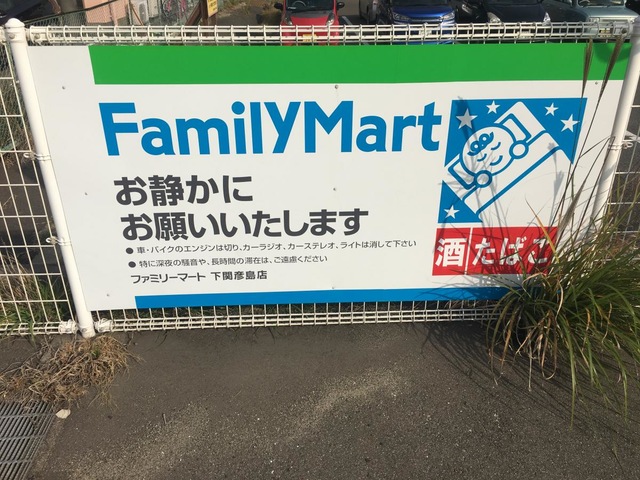 FamilyMart
お静かに
お願いいたします
● 車・バイクのエンジンは切り、カーラジオ、カーステレオ、ライトは消して下さい
● 特に深夜の騒音や、長時間の滞在は、ご遠慮ください
ファミリーマート 下関彦島店
酒 たばこ